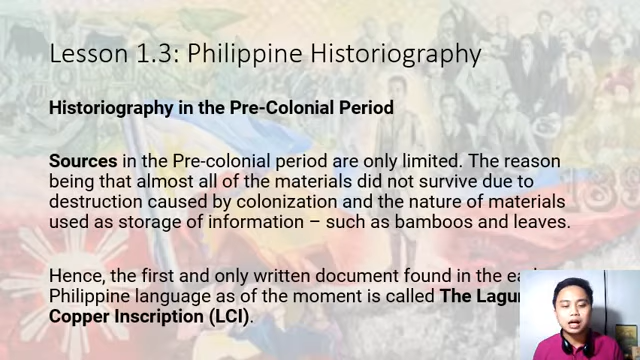 Lesson 1.3: Philippine Historiography
Historiography in the Pre-Colonial Period
Sources in the Pre-colonial period are only limited. The reason
being that almost all of the materials did not survive due to
destruction caused by colonization and the nature of materials
used as storage of information – such as bamboos and leaves.
Hence, the first and only written document found in the
Philippine language as of the moment is called The
Copper Inscription (LCI).